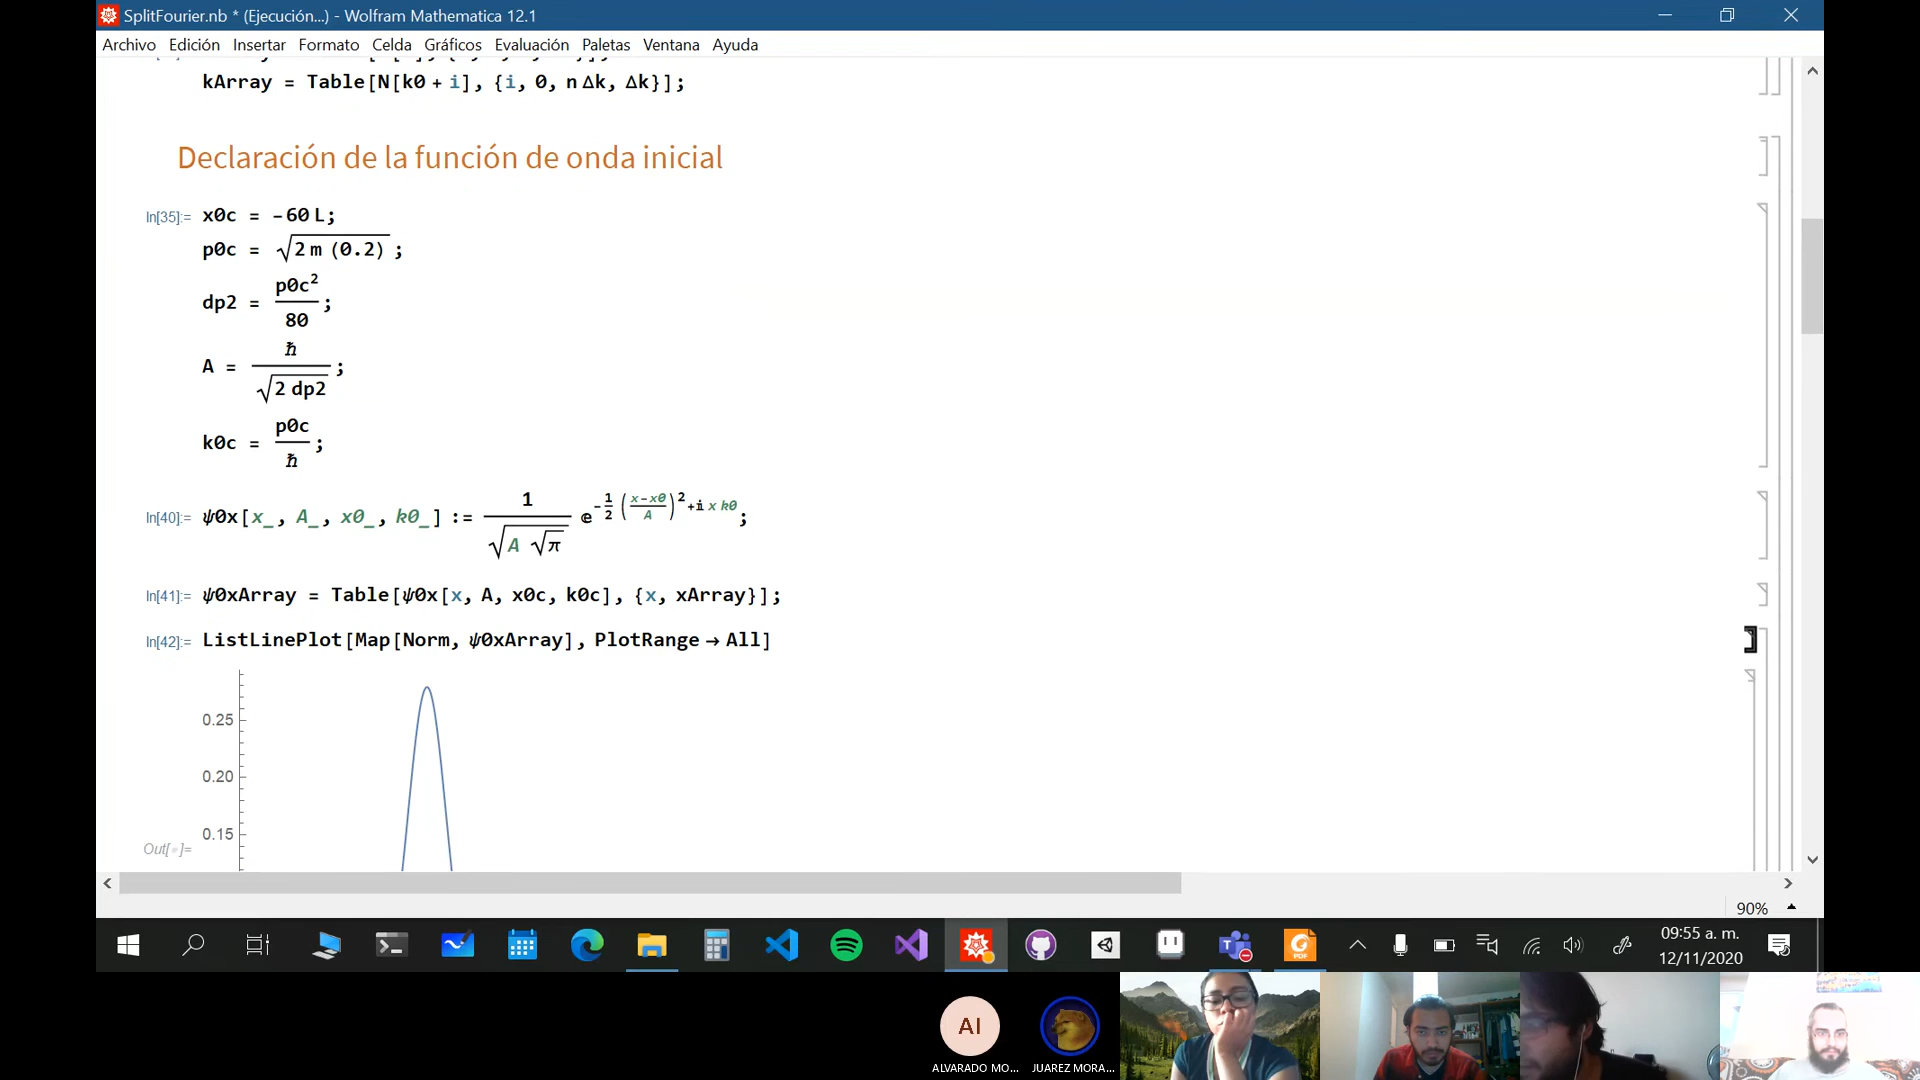 SplitFourier.nb * (Ejecución...) - Wolfram Mathematica 12.1
Archivo Edición Insertar Formato Celda Gráficos Evaluación Paletas Ventana Ayuda
kArray = Table[N[k0 + i], {i, 0, n Δk, Δk}];
Declaración de la función de onda inicial
In[35]:= x0c = -60 L;
p0c = √(2 m (0.2)) ;
dp2 = p0c²/80 ;
A = ℏ/√(2 dp2) ;
k0c = p0c/ℏ ;
In[40]:= ψ0x[x_, A_, x0_, k0_] := 1/√(A √π) ⅇ^(-1/2 ((x-x0)/A)^2+ⅈ x k0);
In[41]:= ψ0xArray = Table[ψ0x[x, A, x0c, k0c], {x, xArray}];
In[42]:= ListLinePlot[Map[Norm, ψ0xArray], PlotRange → All]
0.25
0.20
0.15
Out[•]=
90%
09:55 a. m.
12/11/2020
AI
ALVARADO MO...
JUAREZ MORA...